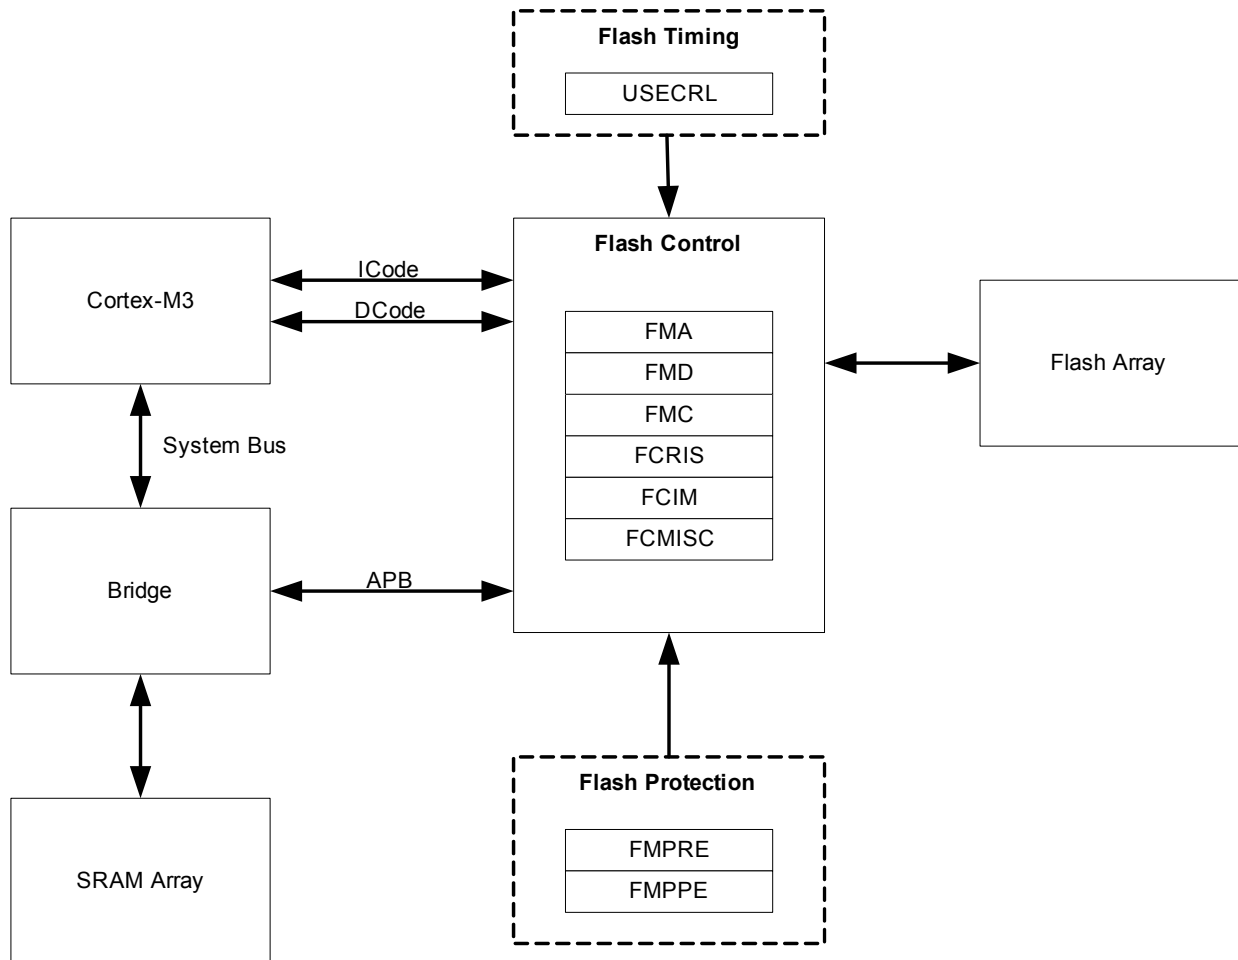 Flash Timing
USECRL
Flash Control
ICode
Cortex-M3
DCode
FMA
FMD
Flash Array
FMC
System Bus
FCRIS
FCIM
FCMISC
APB
Bridge
Flash Protection
FMPRE
SRAM Array
FMPPE